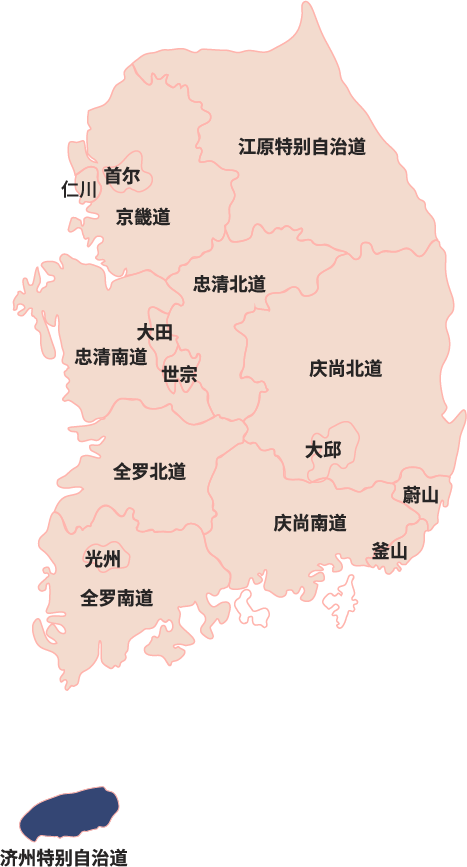 江原特别自治道
首尔
仁川
京畿道
忠清北道
大田
忠清南道
世宗
庆尚北道
大邱
全罗北道
蔚山
庆尚南道
釜山
光州
全罗南道
济州特别自治道